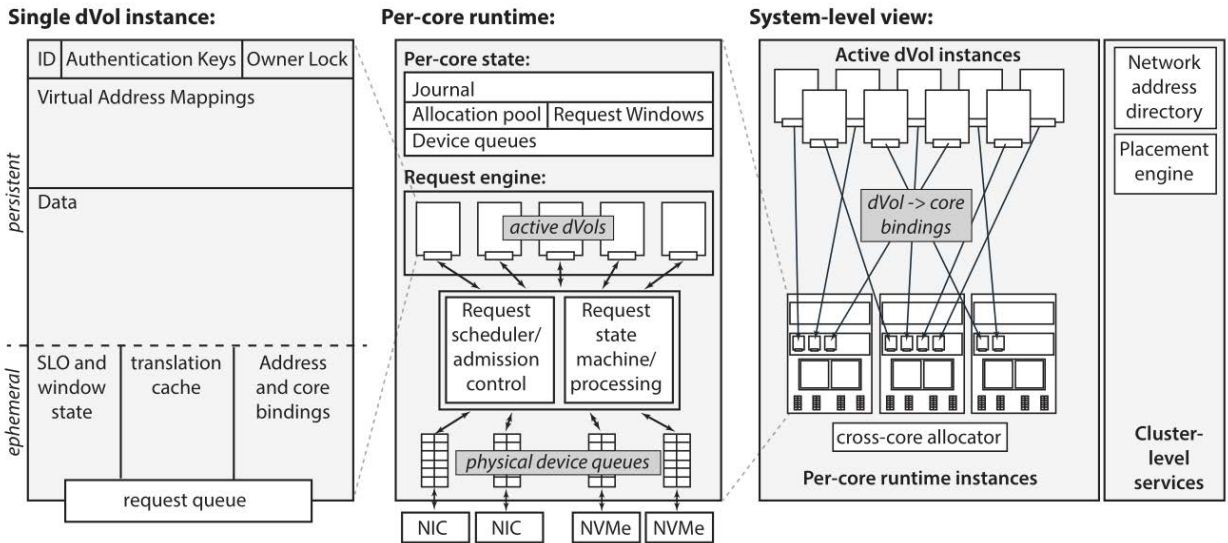 Single dVol instance:
ID
Authentication Keys
Owner Lock
Virtual Address Mappings
Data
persistent
ephemeral
SLO and
window
state
translation
cache
Address
and core
bindings
request queue
Per-core runtime:
Per-core state:
Journal
Allocation pool
Request Windows
Device queues
Request engine:
active dVols
Request
scheduler/
admission
control
Request
state
machine/
processing
physical device queues
NIC
NIC
NVMe
NVMe
System-level view:
Active dVol instances
dVol -> core
bindings
cross-core allocator
Per-core runtime instances
Network
address
directory
Placement
engine
Cluster-
level
services